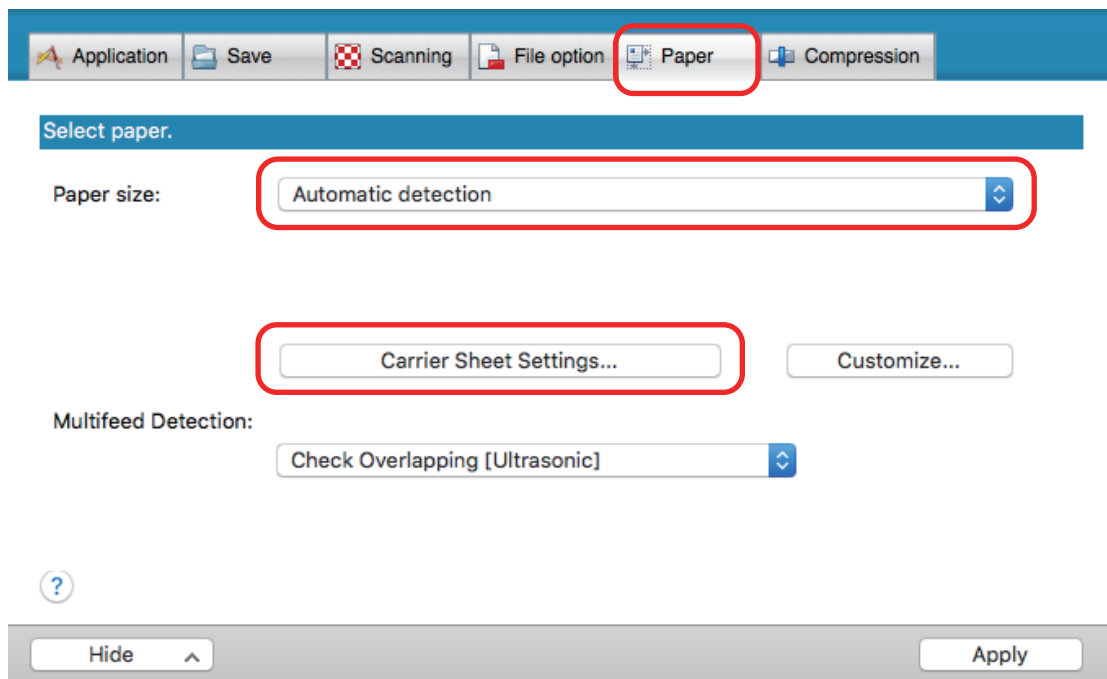 Application Save Scanning File option Paper Compression
Select paper.
Paper size: Automatic detection
Carrier Sheet Settings... Customize...
Multifeed Detection:
Check Overlapping [Ultrasonic]
?
Hide Apply